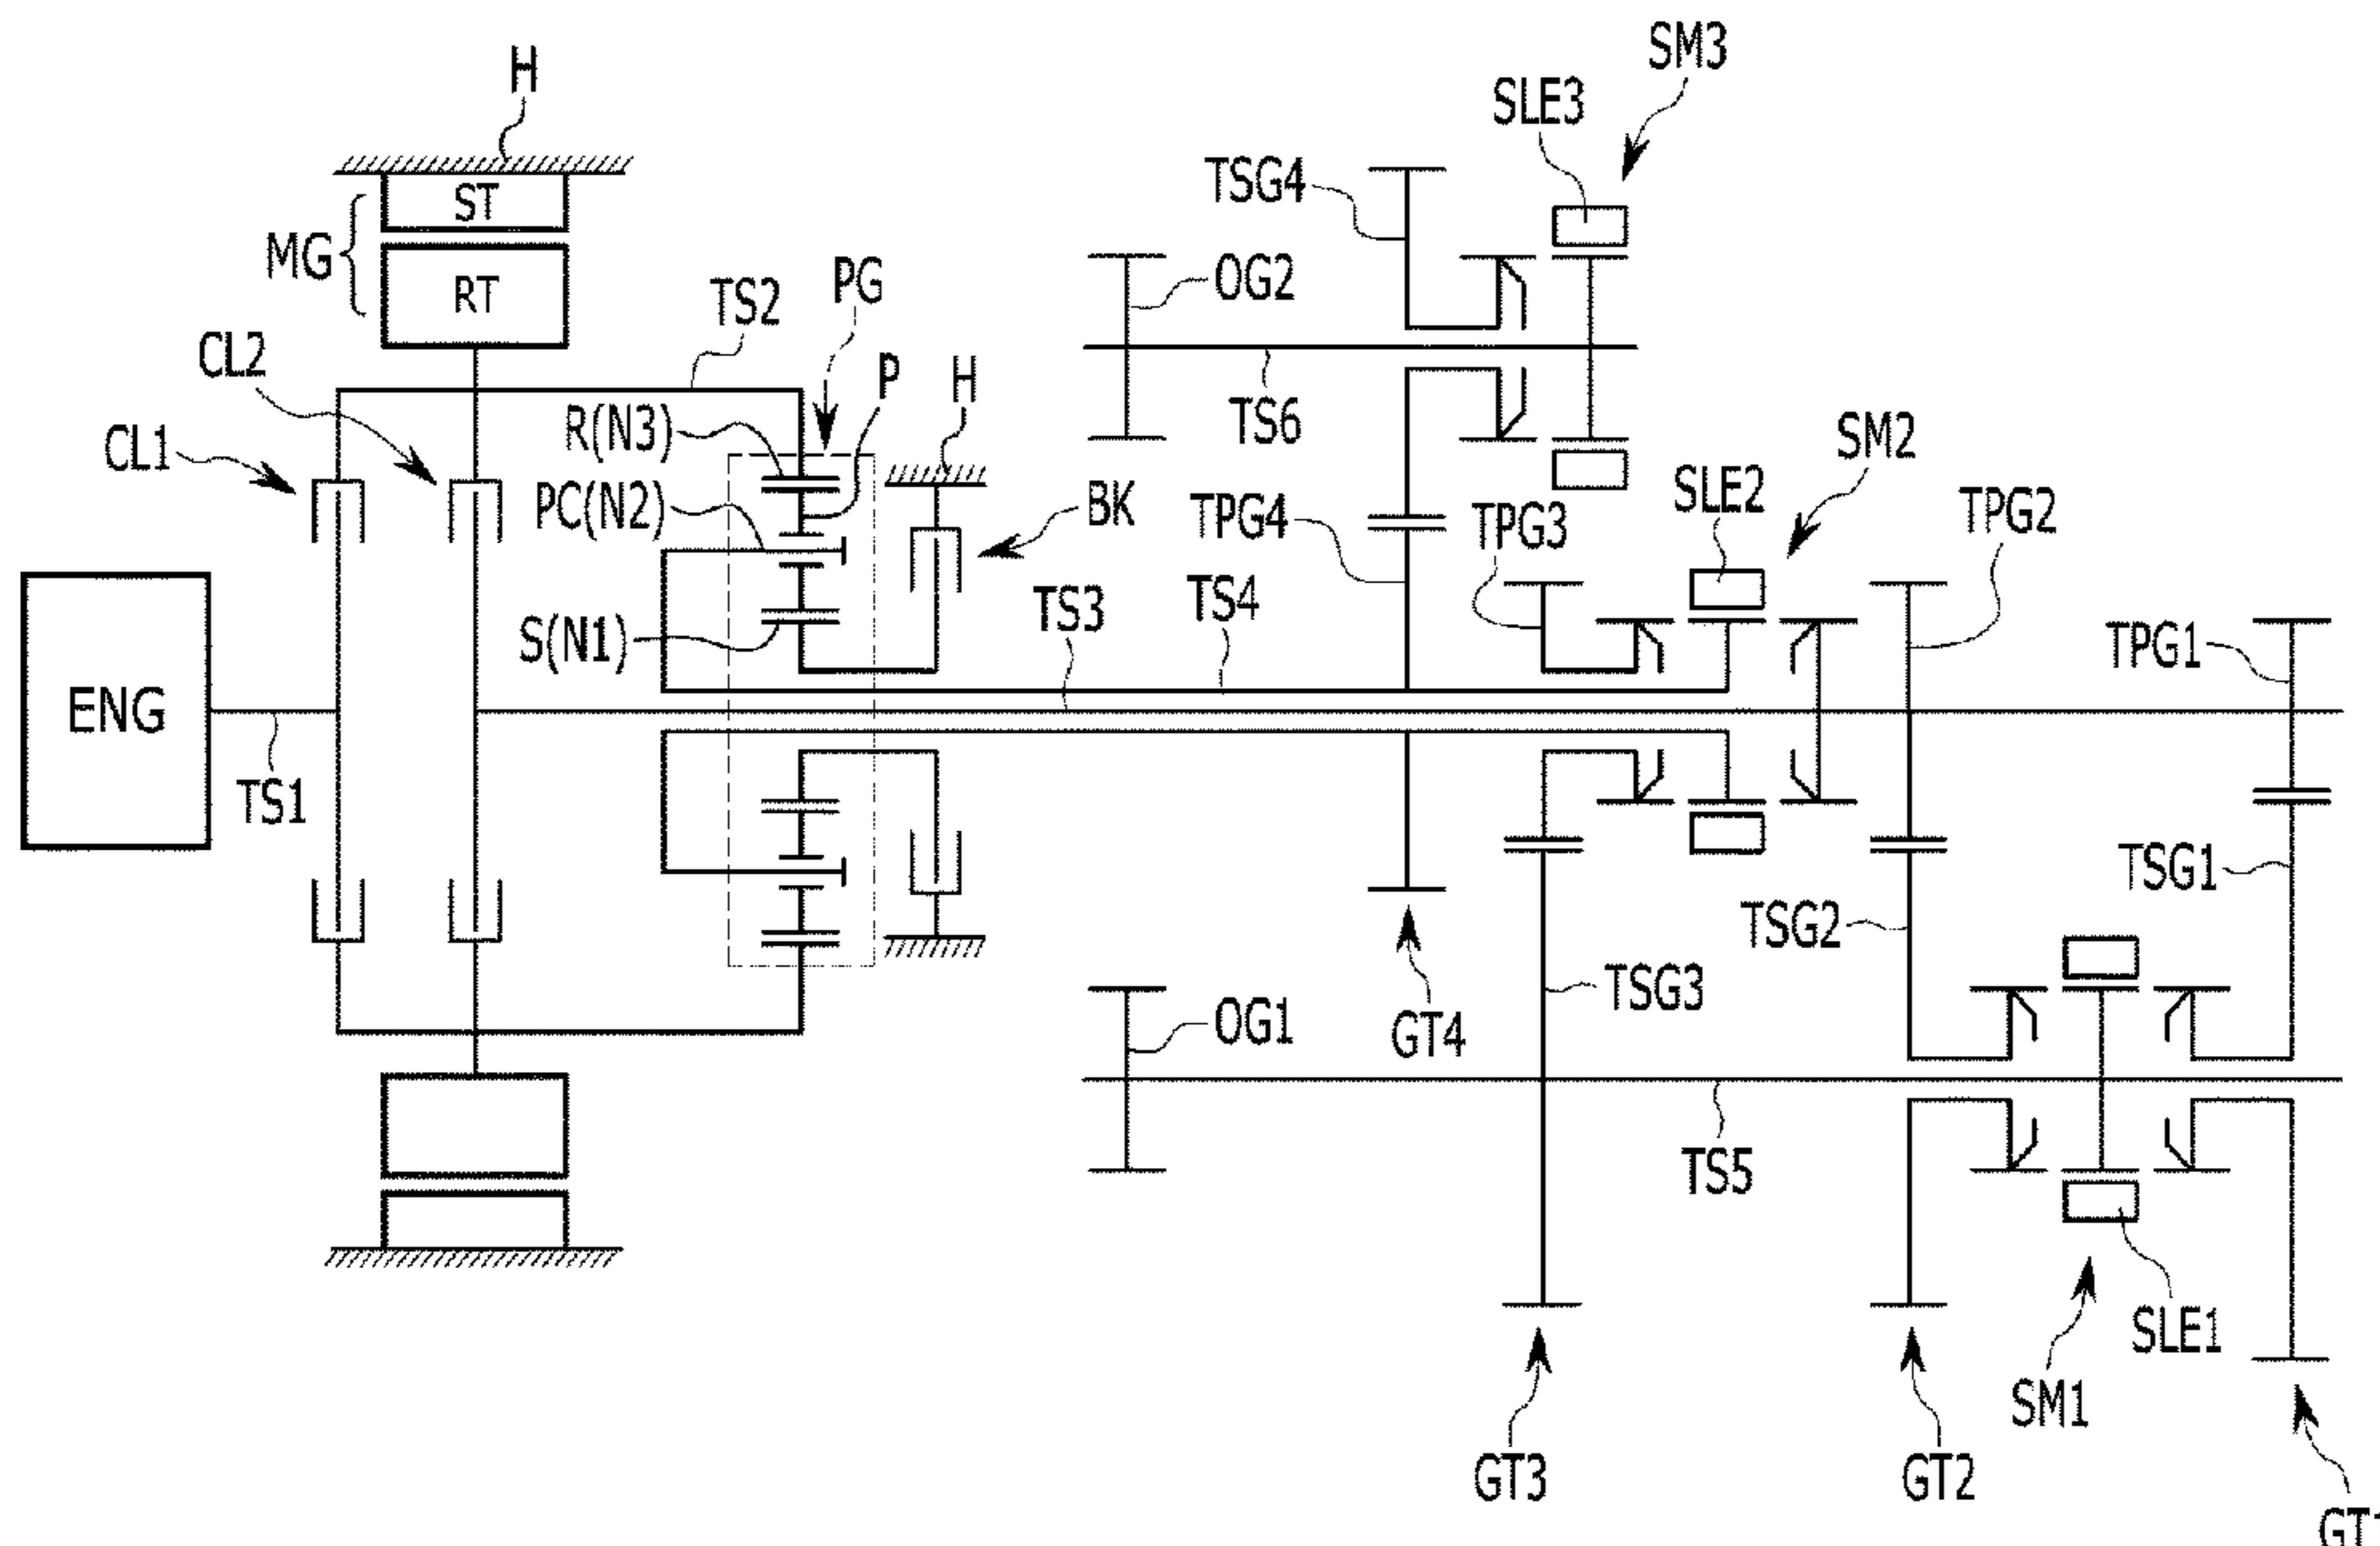 SM3
H
SLE3
TSG4
ST
MG
RT
OG2
PG
TS2
CL2
P
H
R(N3)
TS6
SM2
CL1
SLE2
PC(N2)
BK
TPG4
TPG3
TPG2
TS4
TS3
S(N1)
TPG1
ENG
TS1
TSG1
TSG2
TSG3
OG1
GT4
TS5
SLE1
SM1
GT3
GT2
GT1